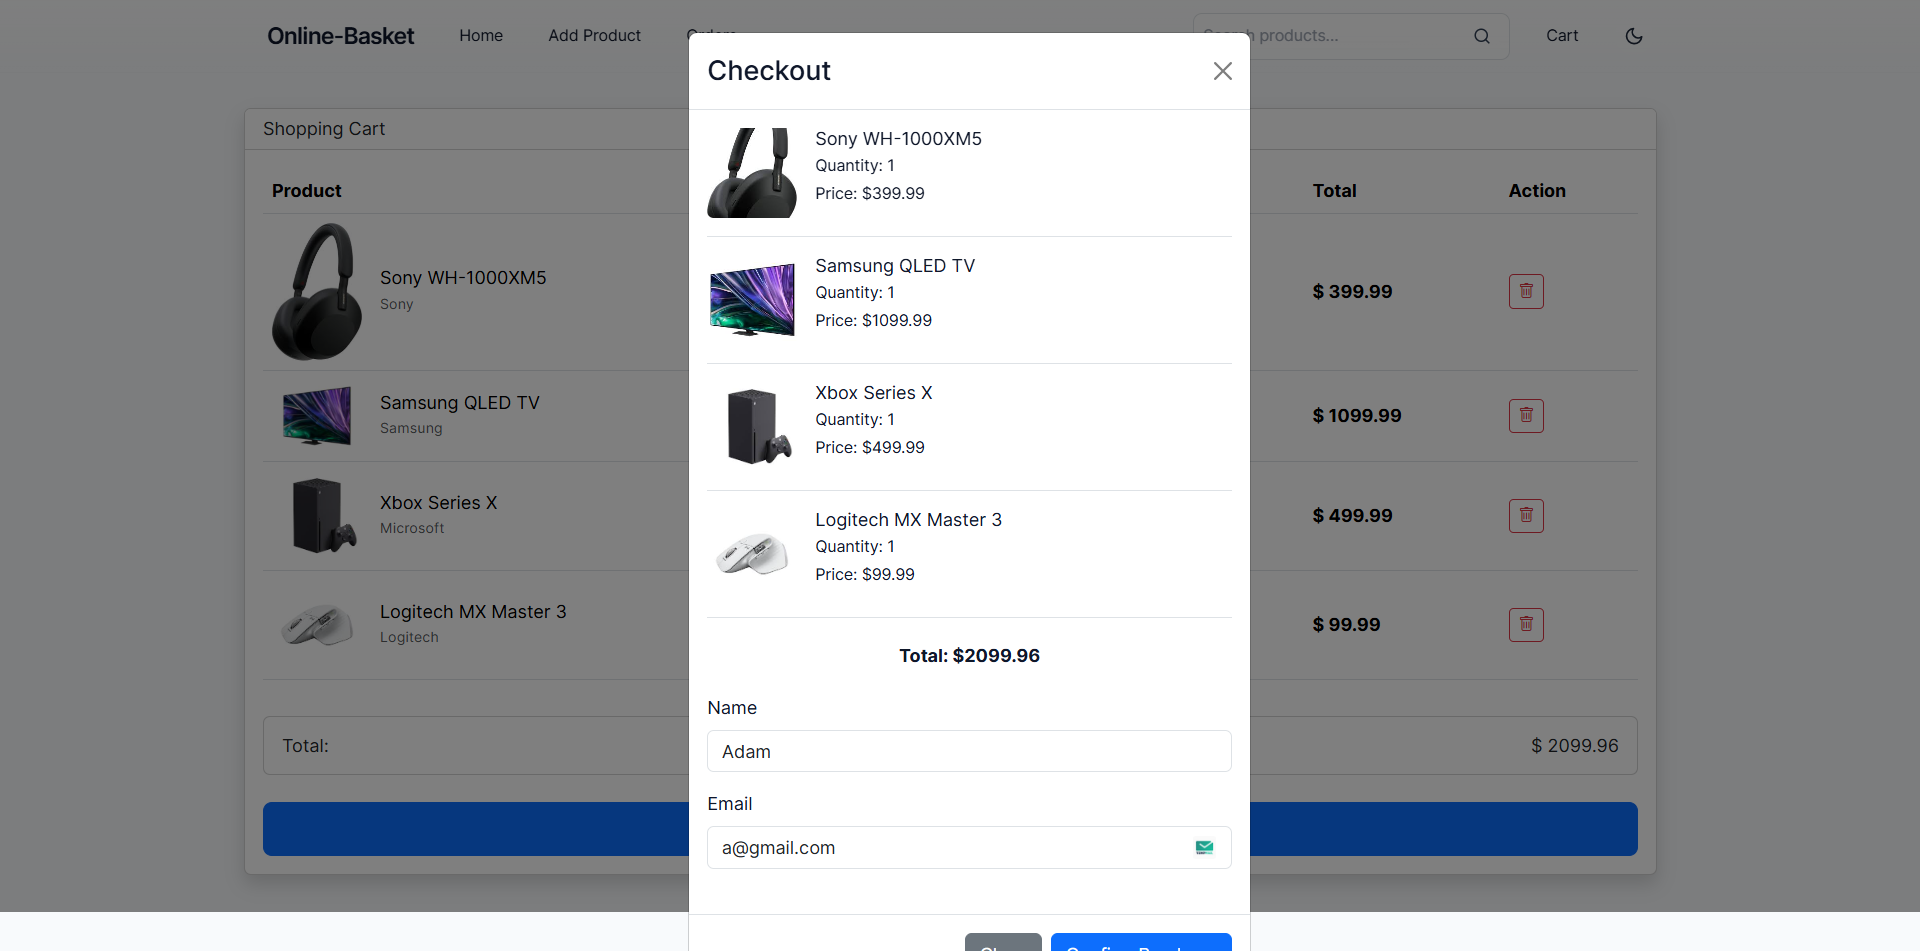 Online-Basket
Home
Add Product
Search products...
Cart
Checkout
Shopping Cart
Product
Total
Action
Sony WH-1000XM5
Sony
$ 399.99
Samsung QLED TV
Samsung
$ 1099.99
Xbox Series X
Microsoft
$ 499.99
Logitech MX Master 3
Logitech
$ 99.99
Total:
$ 2099.96
Sony WH-1000XM5
Quantity: 1
Price: $399.99
Samsung QLED TV
Quantity: 1
Price: $1099.99
Xbox Series X
Quantity: 1
Price: $499.99
Logitech MX Master 3
Quantity: 1
Price: $99.99
Total: $2099.96
Name
Adam
Email
a@gmail.com